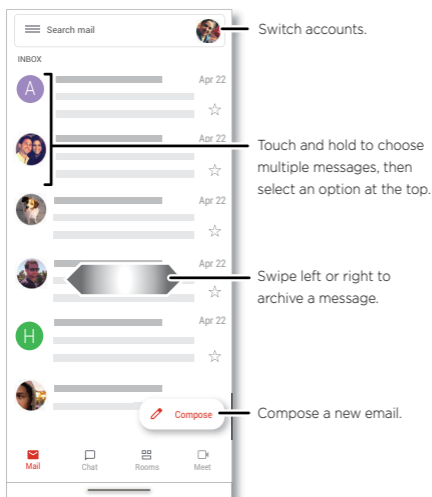 Search mail
Switch accounts.
INBOX
A
Apr 22
Apr 22
Touch and hold to choose
multiple messages, then
select an option at the top.
Apr 22
Apr 22
Swipe left or right to
archive a message.
H
Apr 22
Compose
Compose a new email.
Mail
Chat
Rooms
Meet